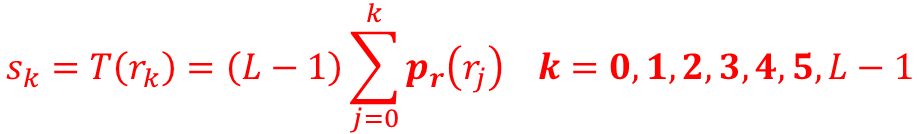 s_k = T(r_k) = (L − 1) ∑_{j=0}^{k} p_r(r_j) k = 0, 1, 2, 3, 4, 5, L − 1